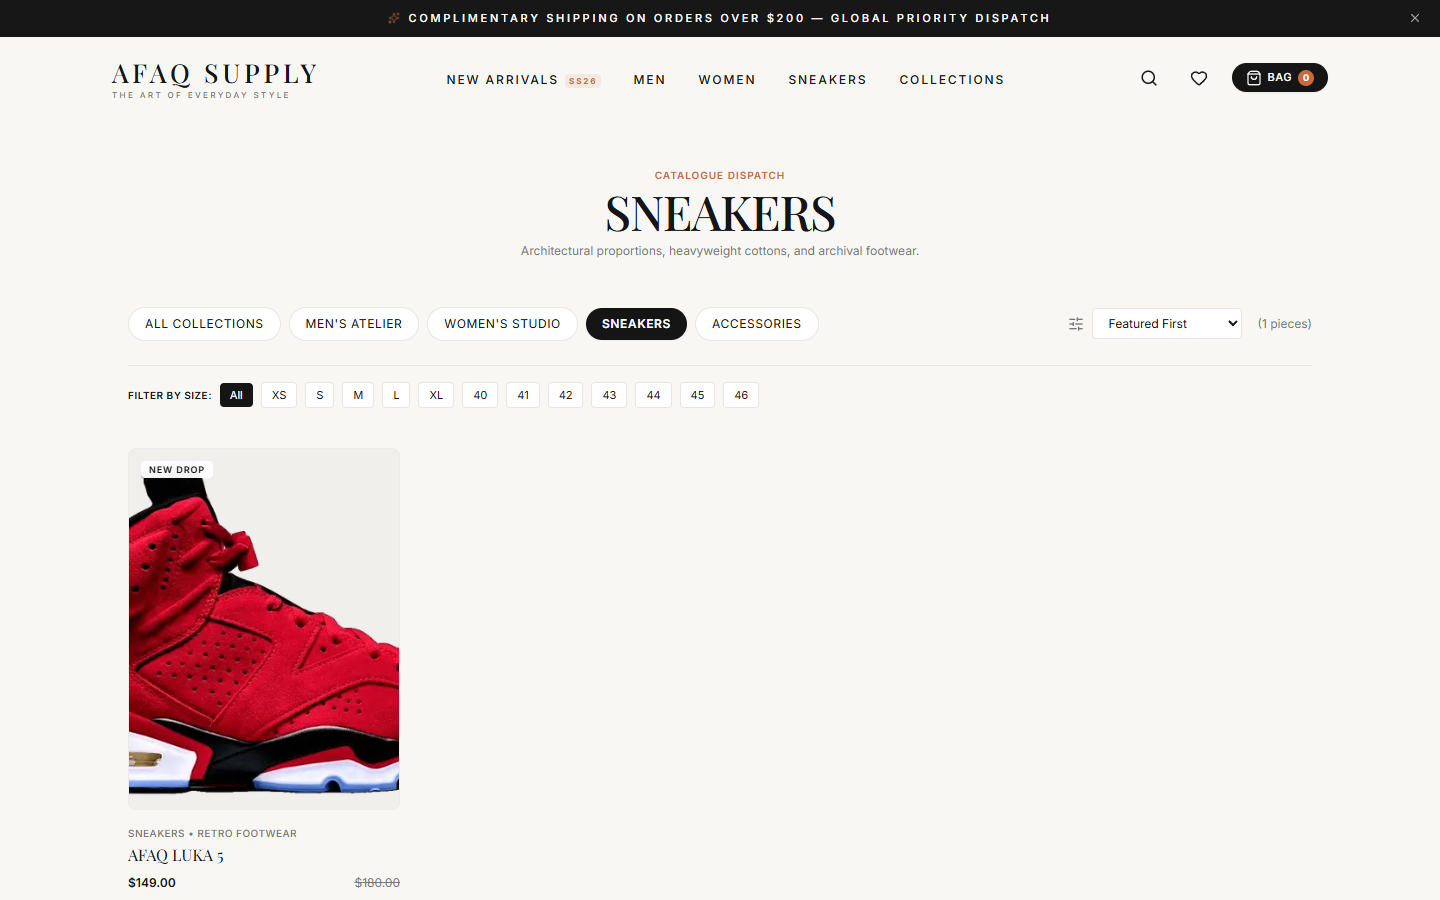 COMPLIMENTARY SHIPPING ON ORDERS OVER $200 — GLOBAL PRIORITY DISPATCH
AFAQ SUPPLY
THE ART OF EVERYDAY STYLE
NEW ARRIVALS SS26 MEN WOMEN SNEAKERS COLLECTIONS
BAG 0
CATALOGUE DISPATCH
SNEAKERS
Architectural proportions, heavyweight cottons, and archival footwear.
ALL COLLECTIONS MEN'S ATELIER WOMEN'S STUDIO SNEAKERS ACCESSORIES
Featured First (1 pieces)
FILTER BY SIZE: All XS S M L XL 40 41 42 43 44 45 46
NEW DROP
SNEAKERS • RETRO FOOTWEAR
AFAQ LUKA 5
$149.00 $180.00